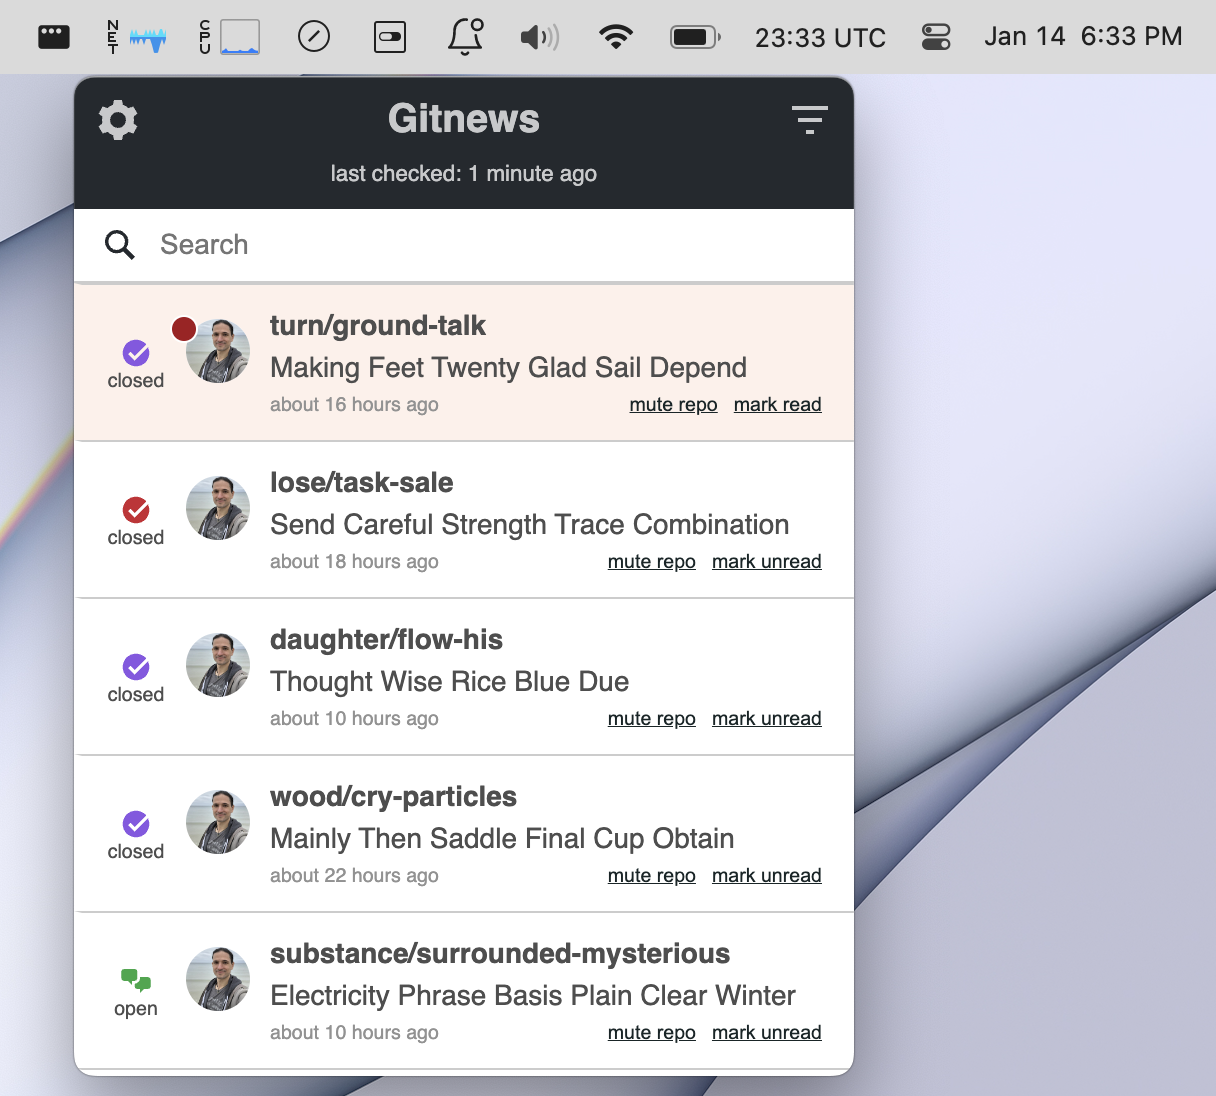 NET
CPU
23:33 UTC
Jan 14 6:33 PM
Gitnews
last checked: 1 minute ago
Search
turn/ground-talk
closed
Making Feet Twenty Glad Sail Depend
about 16 hours ago mute repo mark read
lose/task-sale
closed
Send Careful Strength Trace Combination
about 18 hours ago mute repo mark unread
daughter/flow-his
closed
Thought Wise Rice Blue Due
about 10 hours ago mute repo mark unread
wood/cry-particles
closed
Mainly Then Saddle Final Cup Obtain
about 22 hours ago mute repo mark unread
substance/surrounded-mysterious
open
Electricity Phrase Basis Plain Clear Winter
about 10 hours ago mute repo mark unread